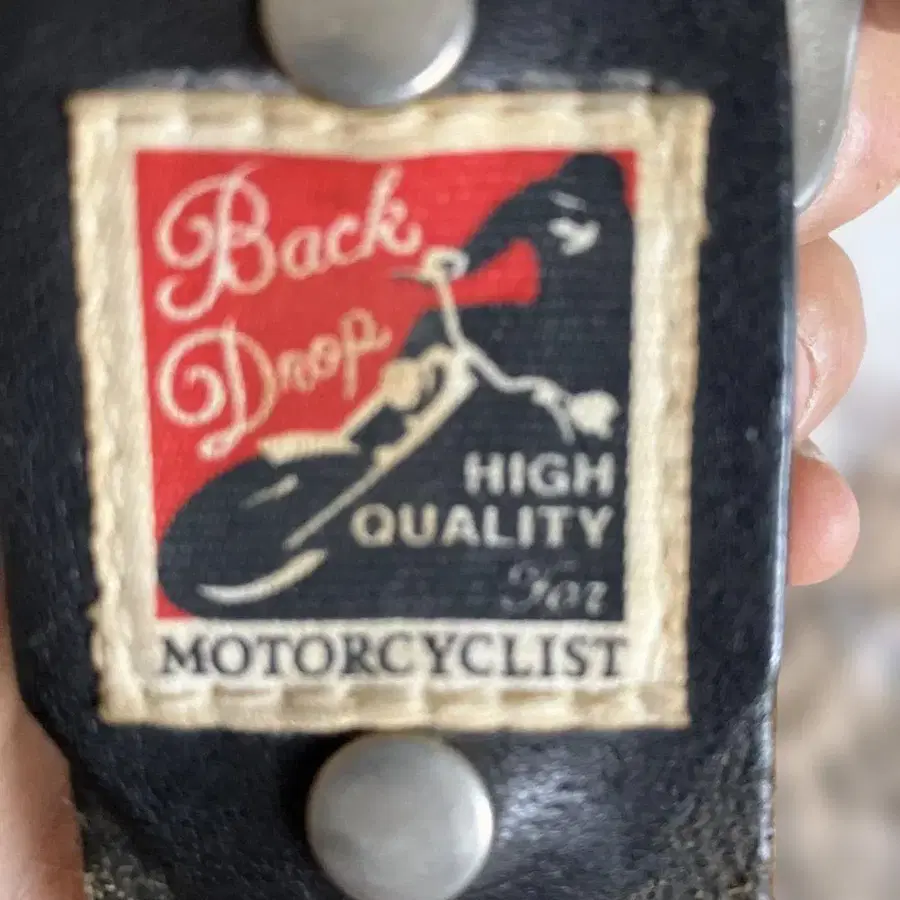 Back
Drop
HIGH
QUALITY
For
MOTORCYCLIST